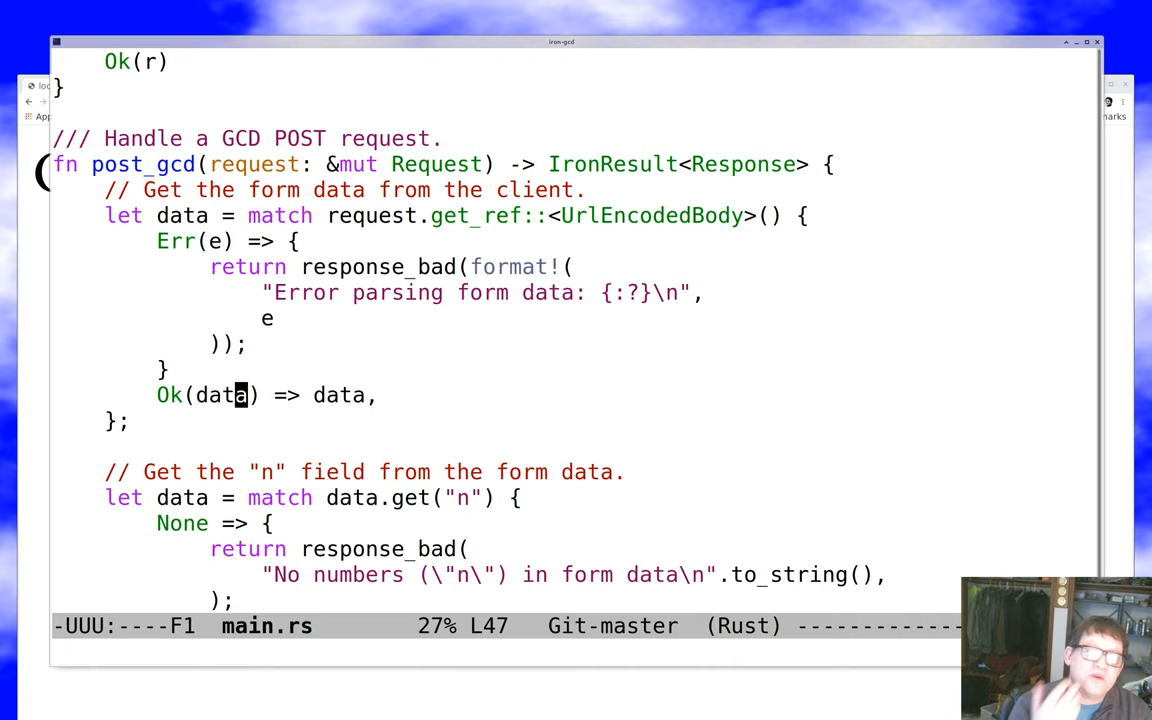 iron-gcd
Ok(r)
}
loc
App
marks
/// Handle a GCD POST request.
(
fn post_gcd(request: &mut Request) -> IronResult<Response> {
// Get the form data from the client.
let data = match request.get_ref::<UrlEncodedBody>() {
Err(e) => {
return response_bad(format!(
"Error parsing form data: {:?}\n",
e
));
}
Ok(data) => data,
};
// Get the "n" field from the form data.
let data = match data.get("n") {
None => {
return response_bad(
"No numbers (\"n\") in form data\n".to_string(),
);
-UUU:----F1 main.rs 27% L47 Git-master (Rust) -------------